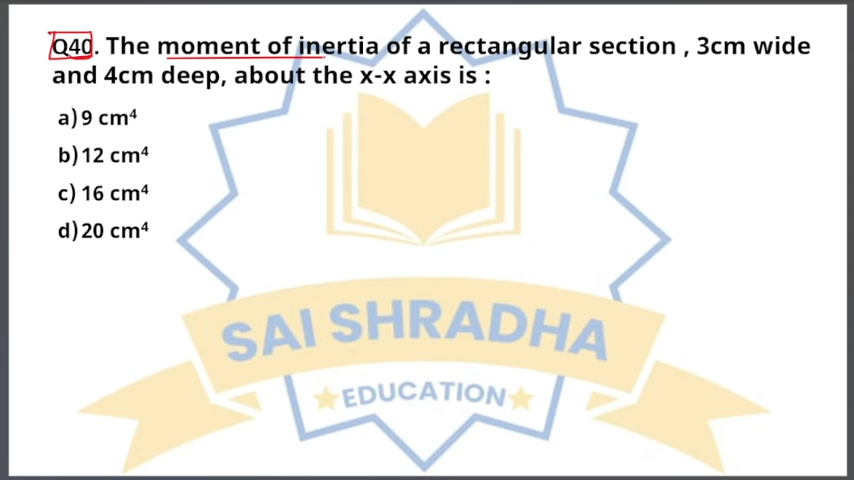 Q40. The moment of inertia of a rectangular section , 3cm wide
and 4cm deep, about the x-x axis is :
a) 9 cm⁴
b) 12 cm⁴
c) 16 cm⁴
d) 20 cm⁴
SAI SHRADHA
EDUCATION